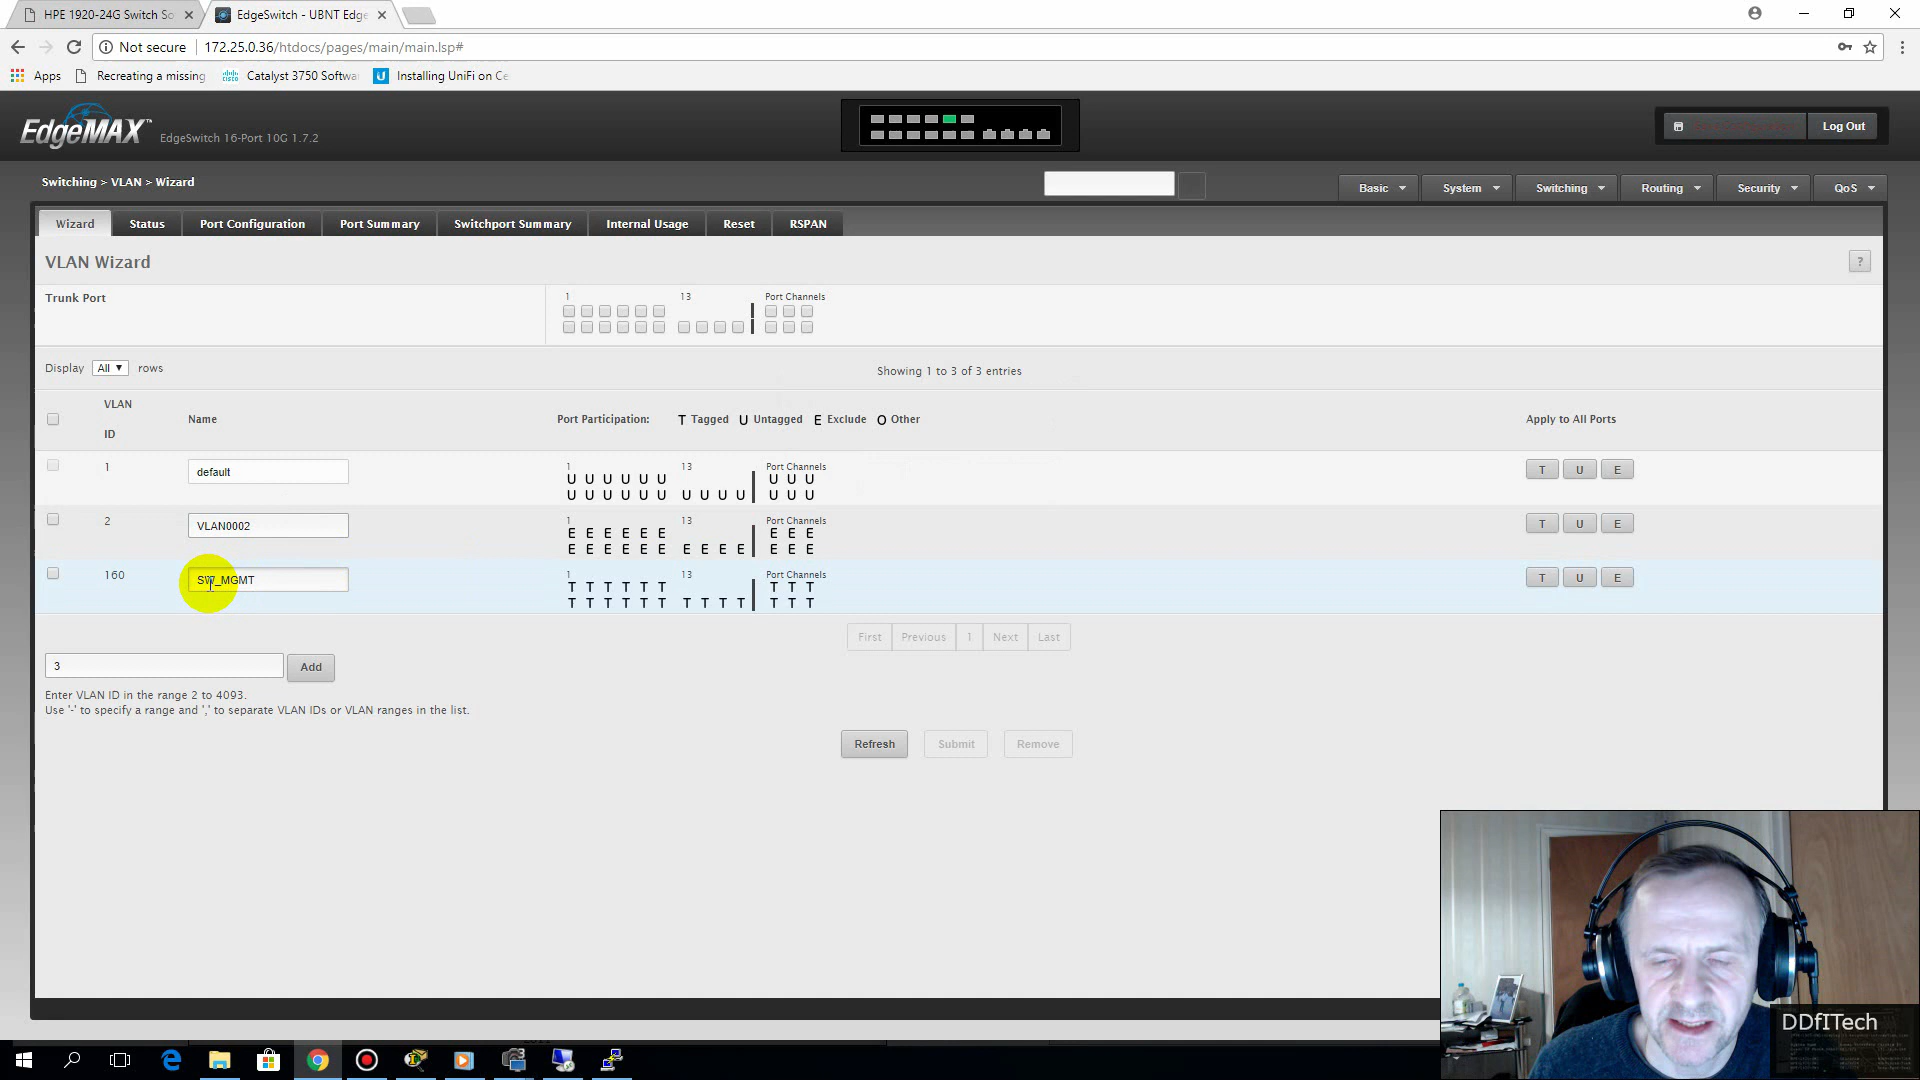 HPE 1920-24G Switch So
EdgeSwitch - UBNT Edge
Not secure 172.25.0.36/htdocs/pages/main/main.lsp#
Apps Recreating a missing Catalyst 3750 Softwa Installing UniFi on Ce
EdgeMAX™ EdgeSwitch 16-Port 10G 1.7.2
Log Out
Switching > VLAN > Wizard
Basic System Switching Routing Security QoS
Wizard Status Port Configuration Port Summary Switchport Summary Internal Usage Reset RSPAN
VLAN Wizard ?
Trunk Port
1 13 Port Channels
Display All rows
Showing 1 to 3 of 3 entries
VLAN ID Name Port Participation: T Tagged U Untagged E Exclude O Other Apply to All Ports
1 default
1 13 Port Channels
U U U U U U U U U
U U U U U U U U U U U U U
T U E
2 VLAN0002
1 13 Port Channels
E E E E E E E E E
E E E E E E E E E E E E E
T U E
160 SW_MGMT
1 13 Port Channels
T T T T T T T T T
T T T T T T T T T T T T T
T U E
First Previous 1 Next Last
3 Add
Enter VLAN ID in the range 2 to 4093.
Use '-' to specify a range and ',' to separate VLAN IDs or VLAN ranges in the list.
Refresh Submit Remove
DDfITech